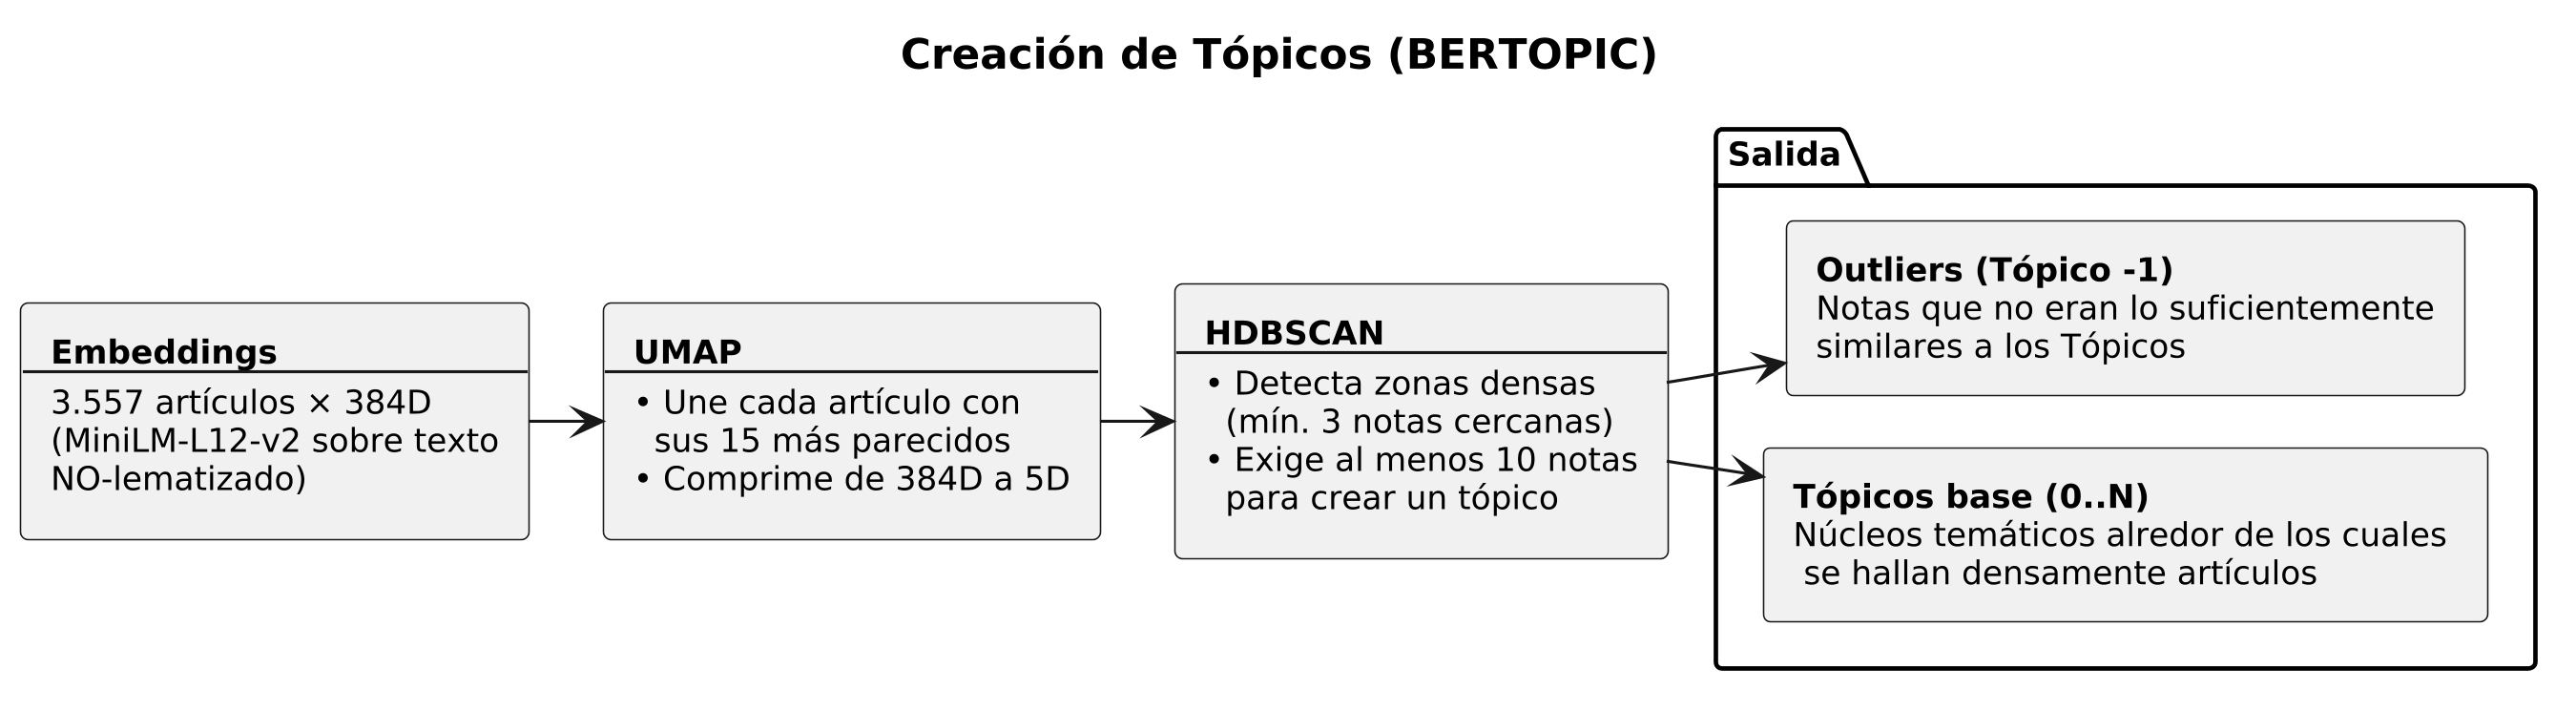 Creación de Tópicos (BERTOPIC)
Embeddings
3.557 artículos × 384D
(MiniLM-L12-v2 sobre texto
NO-lematizado)
UMAP
• Une cada artículo con
sus 15 más parecidos
• Comprime de 384D a 5D
HDBSCAN
• Detecta zonas densas
(mín. 3 notas cercanas)
• Exige al menos 10 notas
para crear un tópico
Salida
Outliers (Tópico -1)
Notas que no eran lo suficientemente
similares a los Tópicos
Tópicos base (0..N)
Núcleos temáticos alredor de los cuales
se hallan densamente artículos